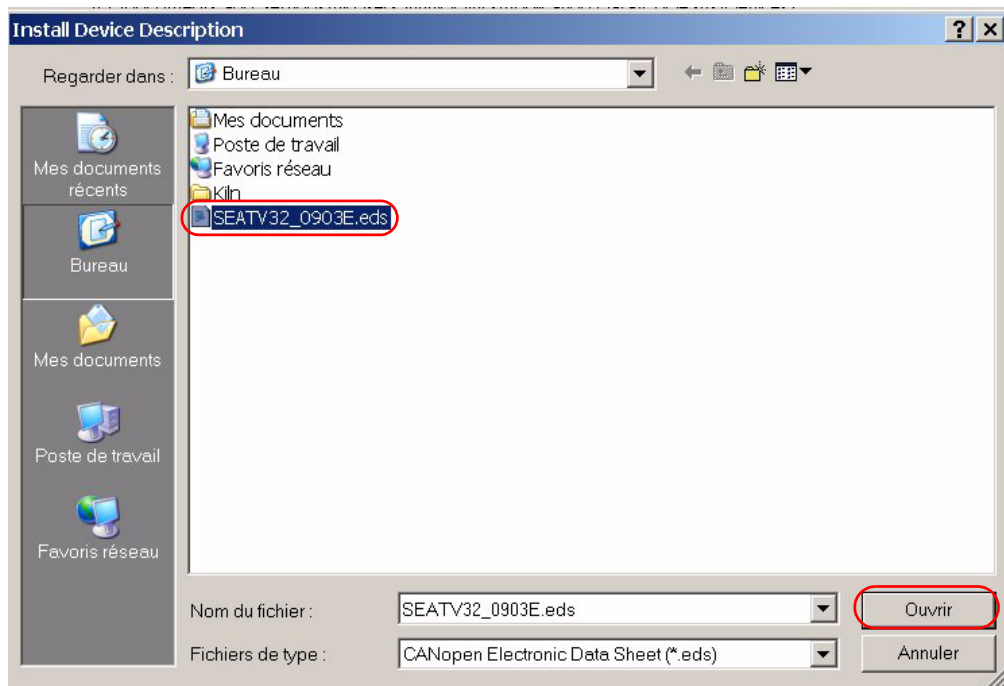 Install Device Description
Regarder dans :
Bureau
Mes documents récents
Bureau
Mes documents
Poste de travail
Favoris réseau
Mes documents
Poste de travail
Favoris réseau
Kiln
SEATV32_0903E.eds
Nom du fichier :
SEATV32_0903E.eds
Ouvrir
Fichiers de type :
CANopen Electronic Data Sheet (*.eds)
Annuler